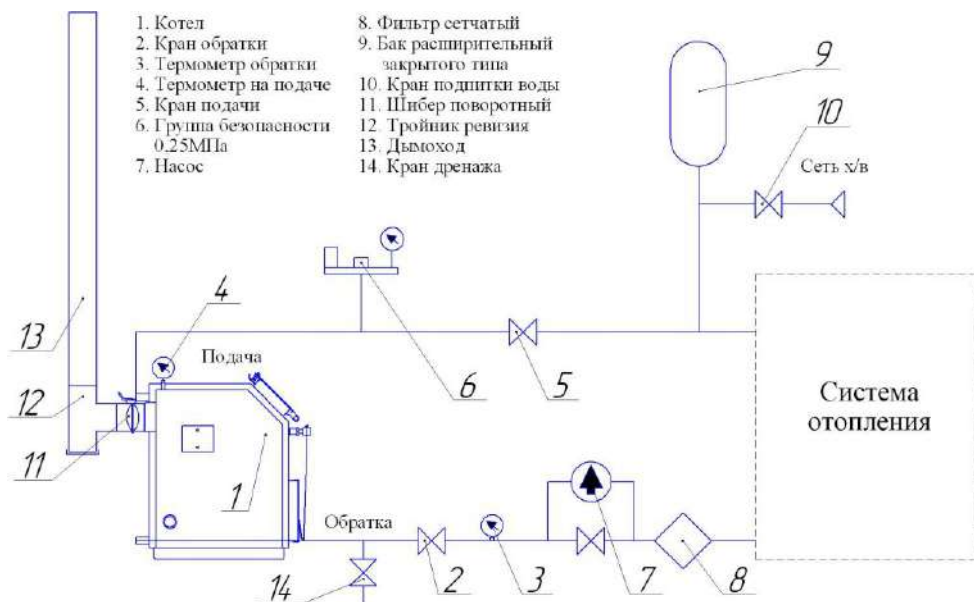 1. Котел
2. Кран обратки
3. Термометр обратки
4. Термометр на подаче
5. Кран подачи
6. Группа безопасности
0.25МПа
7. Насос
8. Фильтр сетчатый
9. Бак расширительный
закрытого типа
10. Кран подпитки воды
11. Шибер поворотный
12. Тройник ревизия
13. Дымоход
14. Кран дренажа
9
10
Сеть х/в
4
13
Подача
6
5
12
Система
отопления
11
1
Обратка
14
2
3
7
8